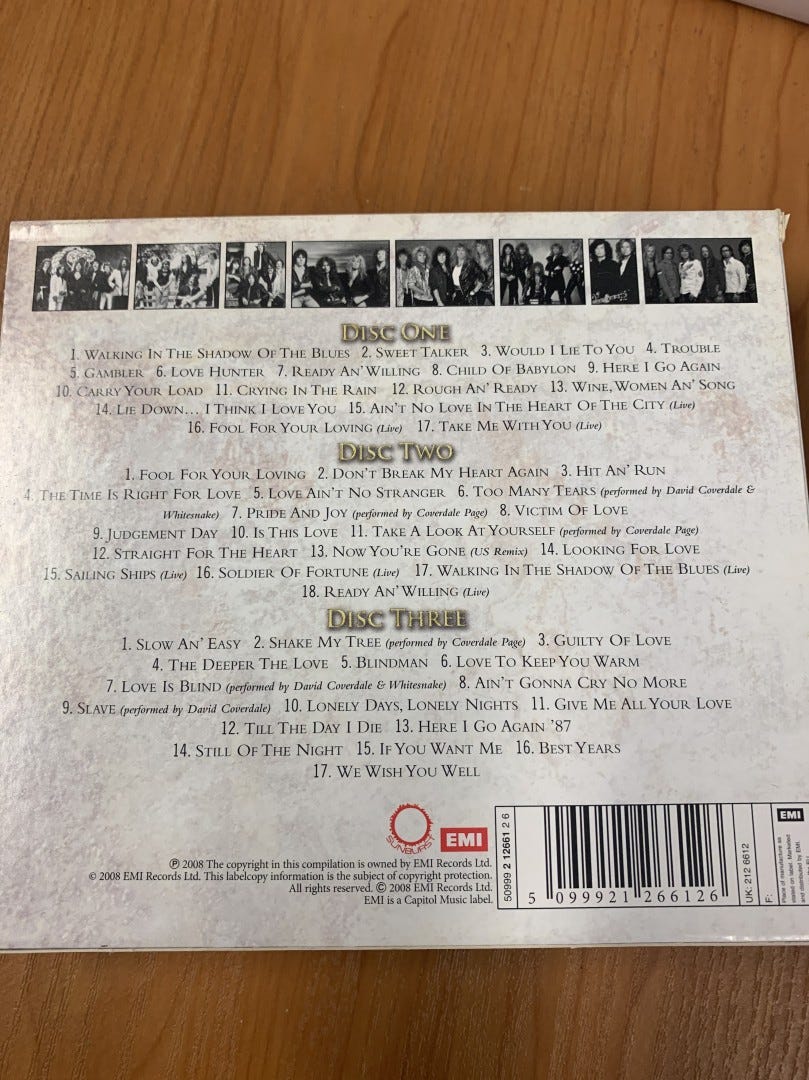 DISC ONE
1. WALKING IN THE SHADOW OF THE BLUES 2. SWEET TALKER 3. WOULD I LIE TO YOU 4. TROUBLE
5. GAMBLER 6. LOVE HUNTER 7. READY AN' WILLING 8. CHILD OF BABYLON 9. HERE I GO AGAIN
10. CARRY YOUR LOAD 11. CRYING IN THE RAIN 12. ROUGH AN' READY 13. WINE, WOMEN AN' SONG
14. LIE DOWN... I THINK I LOVE YOU 15. AIN'T NO LOVE IN THE HEART OF THE CITY (Live)
16. FOOL FOR YOUR LOVING (Live) 17. TAKE ME WITH YOU (Live)
DISC TWO
1. FOOL FOR YOUR LOVING 2. DON'T BREAK MY HEART AGAIN 3. HIT AN' RUN
4. THE TIME IS RIGHT FOR LOVE 5. LOVE AIN'T NO STRANGER 6. TOO MANY TEARS (performed by David Coverdale &
Whitesnake) 7. PRIDE AND JOY (performed by Coverdale Page) 8. VICTIM OF LOVE
9. JUDGEMENT DAY 10. IS THIS LOVE 11. TAKE A LOOK AT YOURSELF (performed by Coverdale Page)
12. STRAIGHT FOR THE HEART 13. NOW YOU'RE GONE (US Remix) 14. LOOKING FOR LOVE
15. SAILING SHIPS (Live) 16. SOLDIER OF FORTUNE (Live) 17. WALKING IN THE SHADOW OF THE BLUES (Live)
18. READY AN' WILLING (Live)
DISC THREE
1. SLOW AN' EASY 2. SHAKE MY TREE (performed by Coverdale Page) 3. GUILTY OF LOVE
4. THE DEEPER THE LOVE 5. BLINDMAN 6. LOVE TO KEEP YOU WARM
7. LOVE IS BLIND (performed by David Coverdale & Whitesnake) 8. AIN'T GONNA CRY NO MORE
9. SLAVE (performed by David Coverdale) 10. LONELY DAYS, LONELY NIGHTS 11. GIVE ME ALL YOUR LOVE
12. TILL THE DAY I DIE 13. HERE I GO AGAIN '87
14. STILL OF THE NIGHT 15. IF YOU WANT ME 16. BEST YEARS
17. WE WISH YOU WELL
SUNBURST
EMI
℗ 2008 The copyright in this compilation is owned by EMI Records Ltd.
© 2008 EMI Records Ltd. This labelcopy information is the subject of copyright protection.
All rights reserved. © 2008 EMI Records Ltd.
EMI is a Capitol Music label.
50999 2 12661 2 6
5 099921 266126
UK: 212 6612
F:
EMI
Place of manufacture as
stated on label. Marketed
and distributed by EMI.